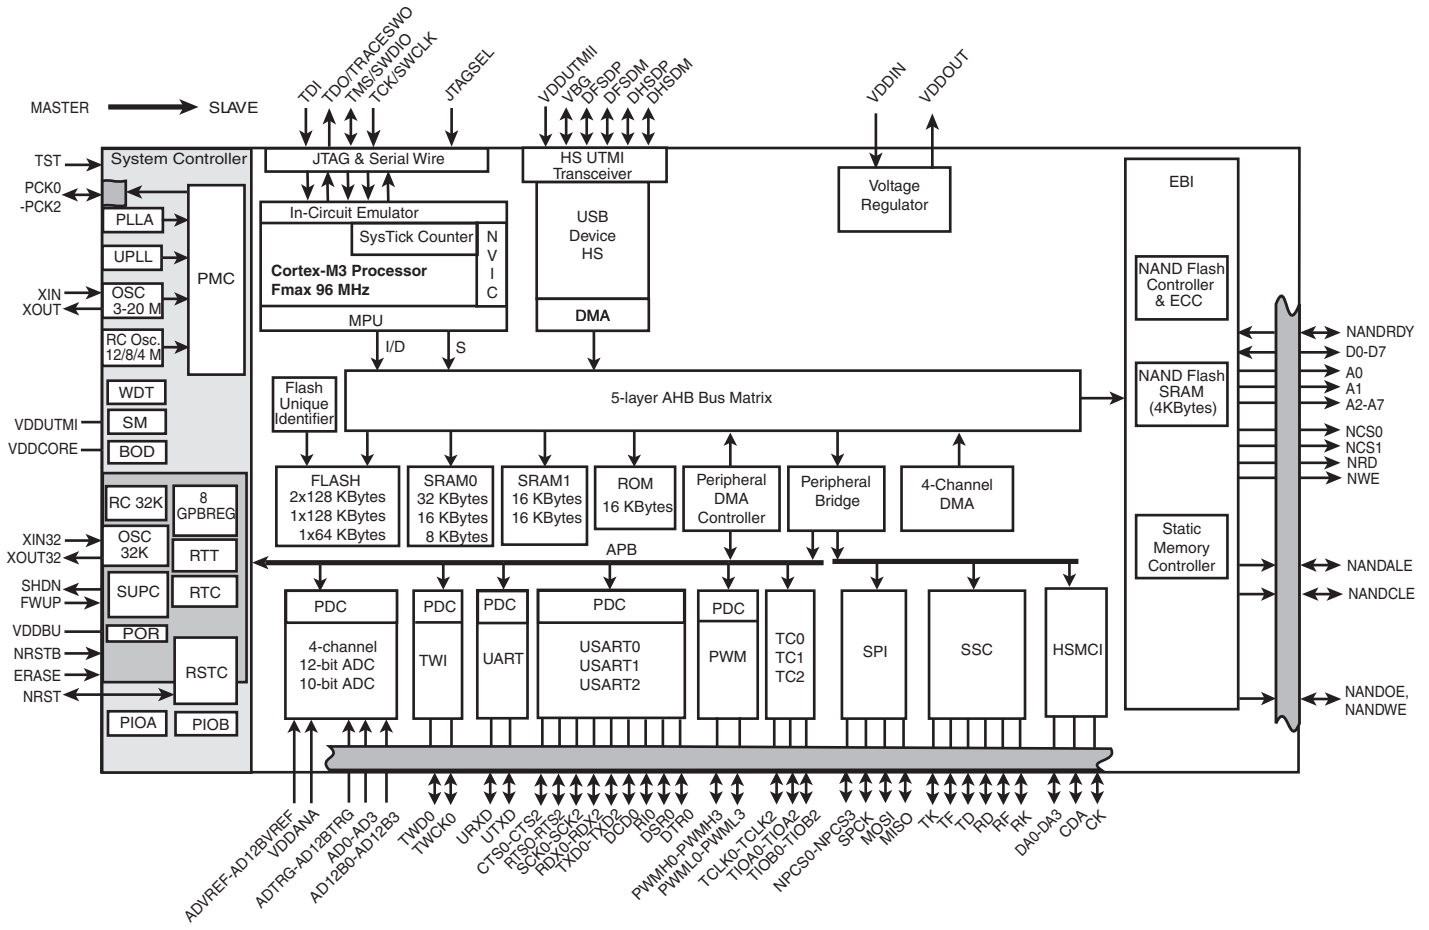 MASTER
SLAVE
TDI
TDO/TRACESWO
TMS/SWDIO
TCK/SWCLK
JTAGSEL
VDDUTMII
VBG
DFSDP
DFSDM
DHSDP
DHSDM
VDDIN
VDDOUT
TST
PCK0
-PCK2
XIN
XOUT
VDDUTMI
VDDCORE
XIN32
XOUT32
SHDN
FWUP
VDDBU
NRSTB
ERASE
NRST
System Controller
PLLA
UPLL
OSC
3-20 M
RC Osc.
12/8/4 M
PMC
WDT
SM
BOD
RC 32K
8
GPBREG
OSC
32K
RTT
SUPC
RTC
POR
RSTC
PIOA
PIOB
JTAG & Serial Wire
In-Circuit Emulator
SysTick Counter
N
V
I
C
Cortex-M3 Processor
Fmax 96 MHz
MPU
I/D
S
HS UTMI
Transceiver
USB
Device
HS
DMA
Voltage
Regulator
Flash
Unique
Identifier
5-layer AHB Bus Matrix
FLASH
2x128 KBytes
1x128 KBytes
1x64 KBytes
SRAM0
32 KBytes
16 KBytes
8 KBytes
SRAM1
16 KBytes
16 KBytes
ROM
16 KBytes
Peripheral
DMA
Controller
Peripheral
Bridge
4-Channel
DMA
APB
PDC
4-channel
12-bit ADC
10-bit ADC
PDC
TWI
PDC
UART
PDC
USART0
USART1
USART2
PDC
PWM
TC0
TC1
TC2
SPI
SSC
HSMCI
EBI
NAND Flash
Controller
& ECC
NAND Flash
SRAM
(4KBytes)
Static
Memory
Controller
NANDRDY
D0-D7
A0
A1
A2-A7
NCS0
NCS1
NRD
NWE
NANDALE
NANDCLE
NANDOE,
NANDWE
ADVREF-AD12BVREF
VDDANA
ADTRG-AD12BTRG
AD0-AD3
AD12B0-AD12B3
TWD0
TWCK0
URXD
UTXD
CTS0-CTS2
RTS0-RTS2
SCK0-SCK2
RDX0-RDX2
TXD0-TXD2
DCD0
RI0
DSR0
DTR0
PWMH0-PWMH3
PWML0-PWML3
TCLK0-TCLK2
TIOA0-TIOA2
TIOB0-TIOB2
NPCS0-NPCS3
SPCK
MOSI
MISO
TK
TF
TD
RD
RF
RK
DA0-DA3
CDA
CK